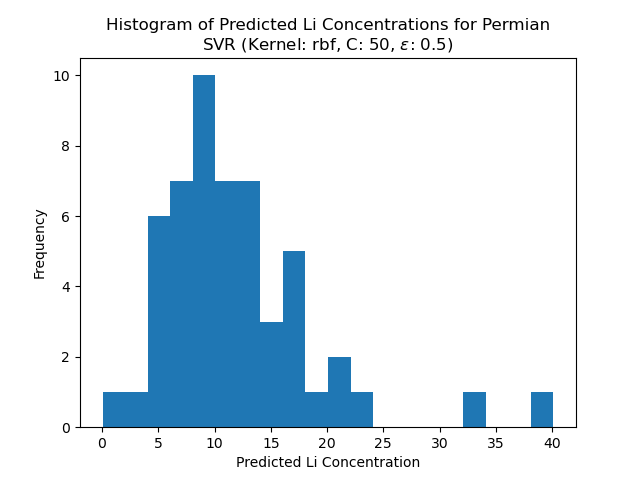 Histogram of Predicted Li Concentrations for Permian
SVR (Kernel: rbf, C: 50, ε: 0.5)
10
8
6
4
2
0
Frequency
0 5 10 15 20 25 30 35 40
Predicted Li Concentration